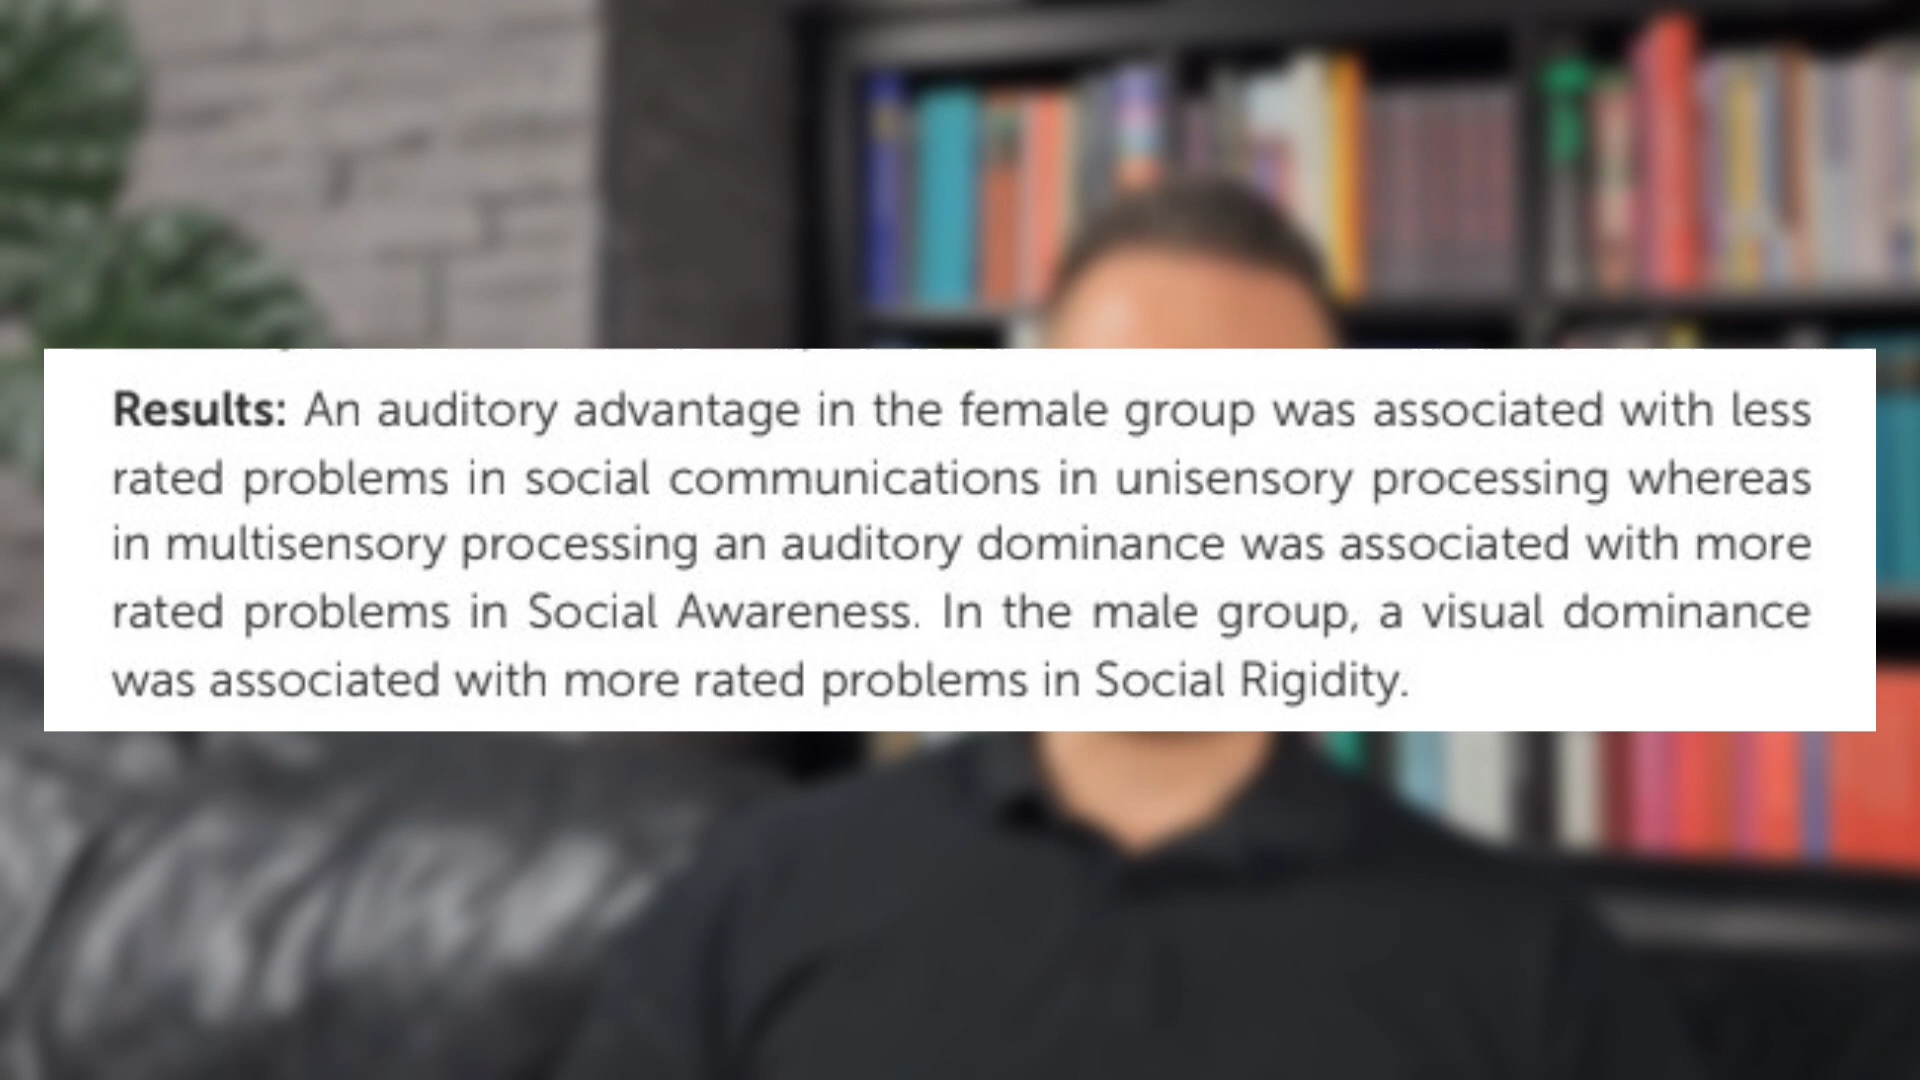 Results: An auditory advantage in the female group was associated with less
rated problems in social communications in unisensory processing whereas
in multisensory processing an auditory dominance was associated with more
rated problems in Social Awareness. In the male group, a visual dominance
was associated with more rated problems in Social Rigidity.